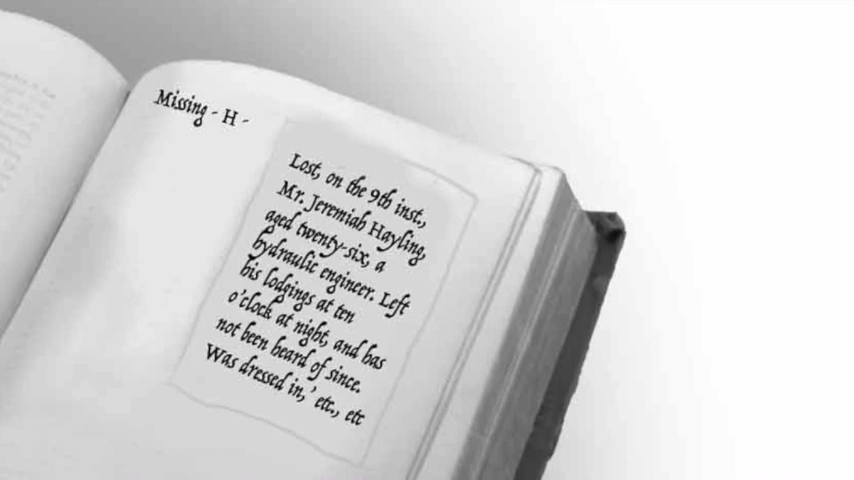 Missing - H -
Lost, on the 9th inst.,
Mr. Jeremiah Hayling,
aged twenty-six, a
hydraulic engineer. Left
his lodgings at ten
o'clock at night, and has
not been heard of since.
Was dressed in,' etc., etc